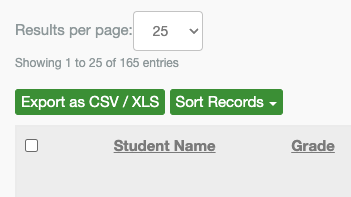 Results per page: 25
Showing 1 to 25 of 165 entries
Export as CSV / XLS Sort Records
Student Name Grade